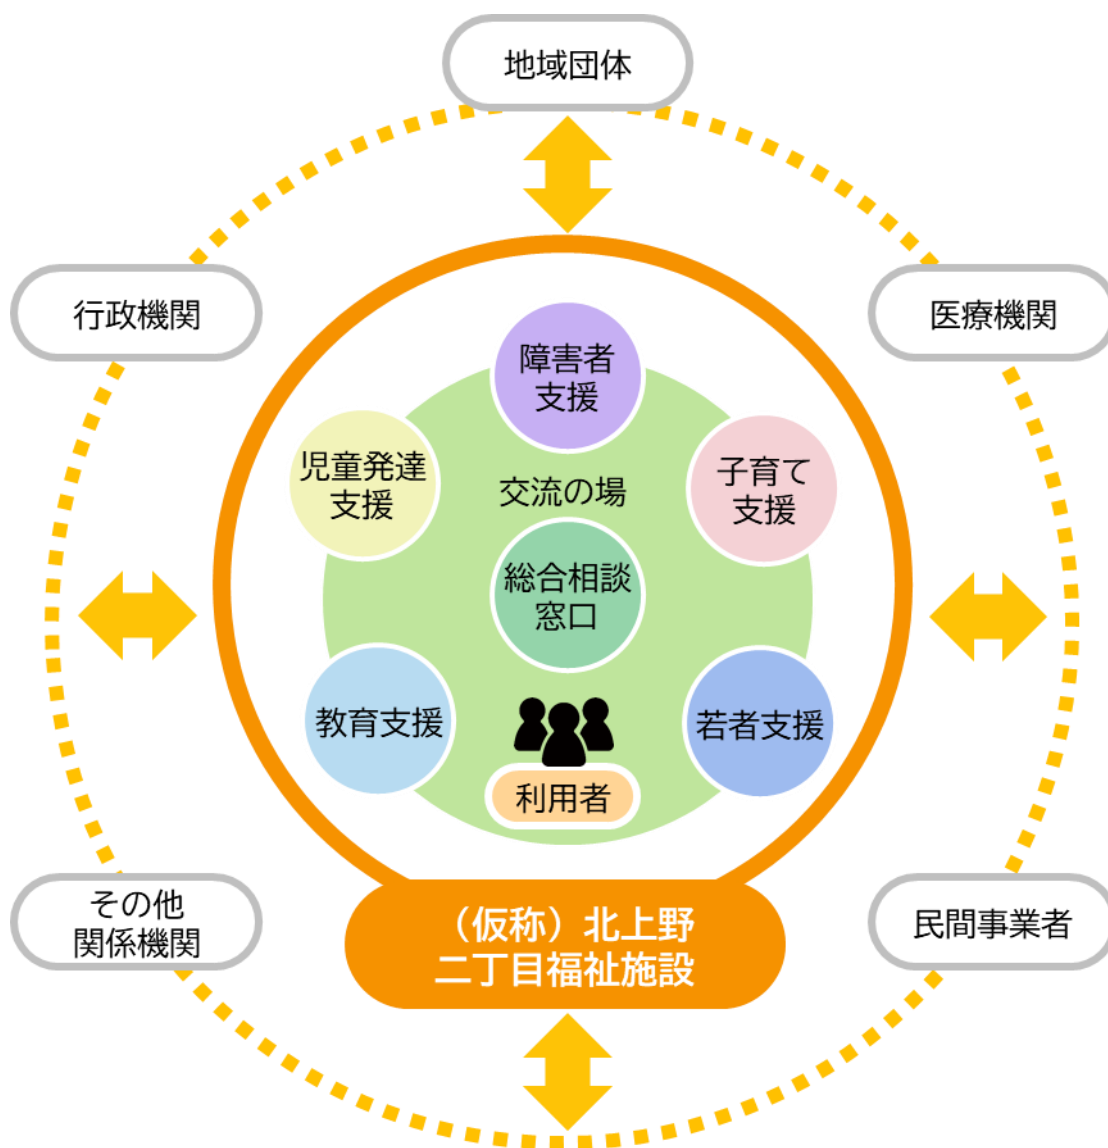 地域団体
行政機関
医療機関
障害者
支援
児童発達
支援
子育て
支援
交流の場
総合相談
窓口
教育支援
若者支援
利用者
その他
関係機関
民間事業者
（仮称）北上野
二丁目福祉施設